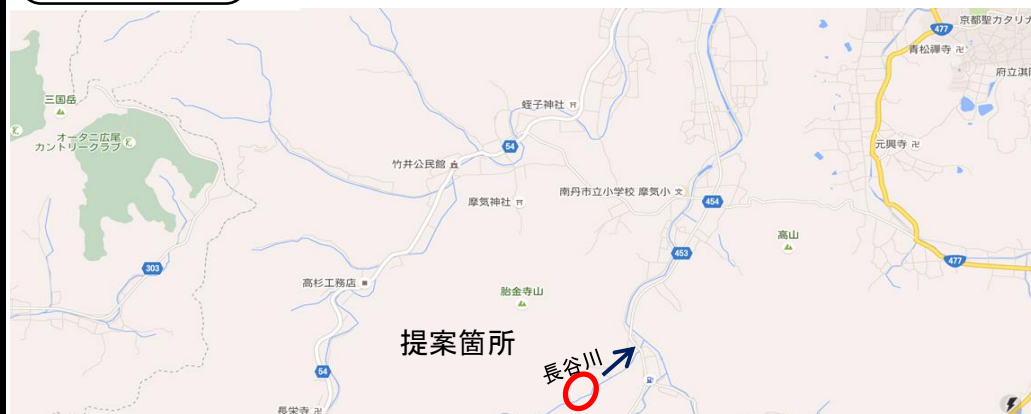 477
京都聖カタリナ
青松禅寺
府立淇
三国岳
蛭子神社
オータニ広尾
カントリークラブ
54
元興寺
竹井公民館
南丹市立小学校 摩気小
摩気神社
454
高山
453
477
303
高杉工務店
胎金寺山
提案箇所
長谷川
54
長栄寺